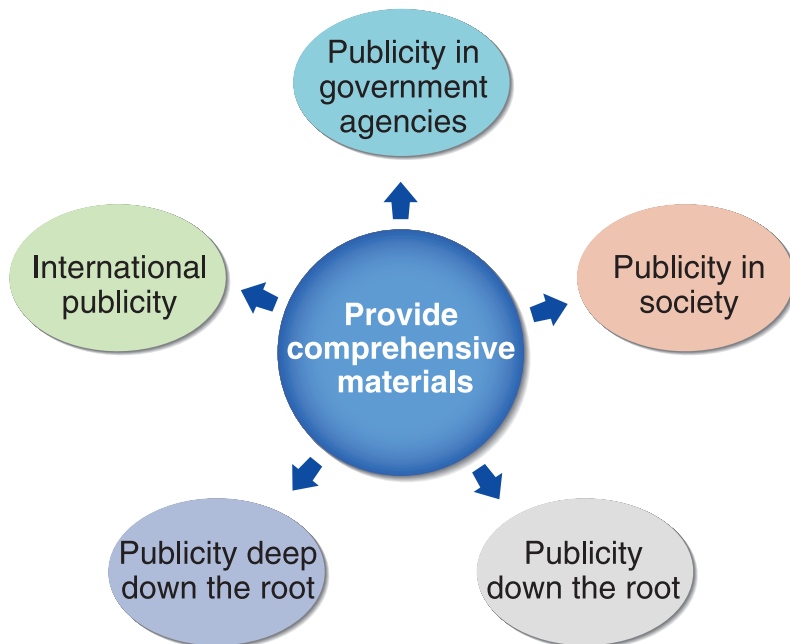 Publicity in
government
agencies
International
publicity
Publicity in
society
Provide
comprehensive
materials
Publicity deep
down the root
Publicity
down the root